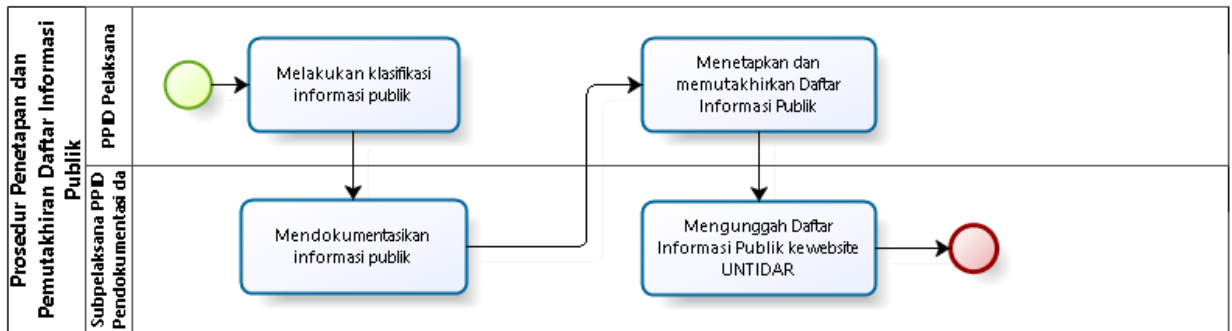 Prosedur Penetapan dan
Pemutakhiran Daftar Informasi
Publik
PPID Pelaksana
Melakukan klasifikasi
informasi publik
Menetapkan dan
memutakhirkan Daftar
Informasi Publik
Subpelaksana PPID
Pendokumentasi da
Mendokumentasikan
informasi publik
Mengunggah Daftar
Informasi Publik ke website
UNTIDAR